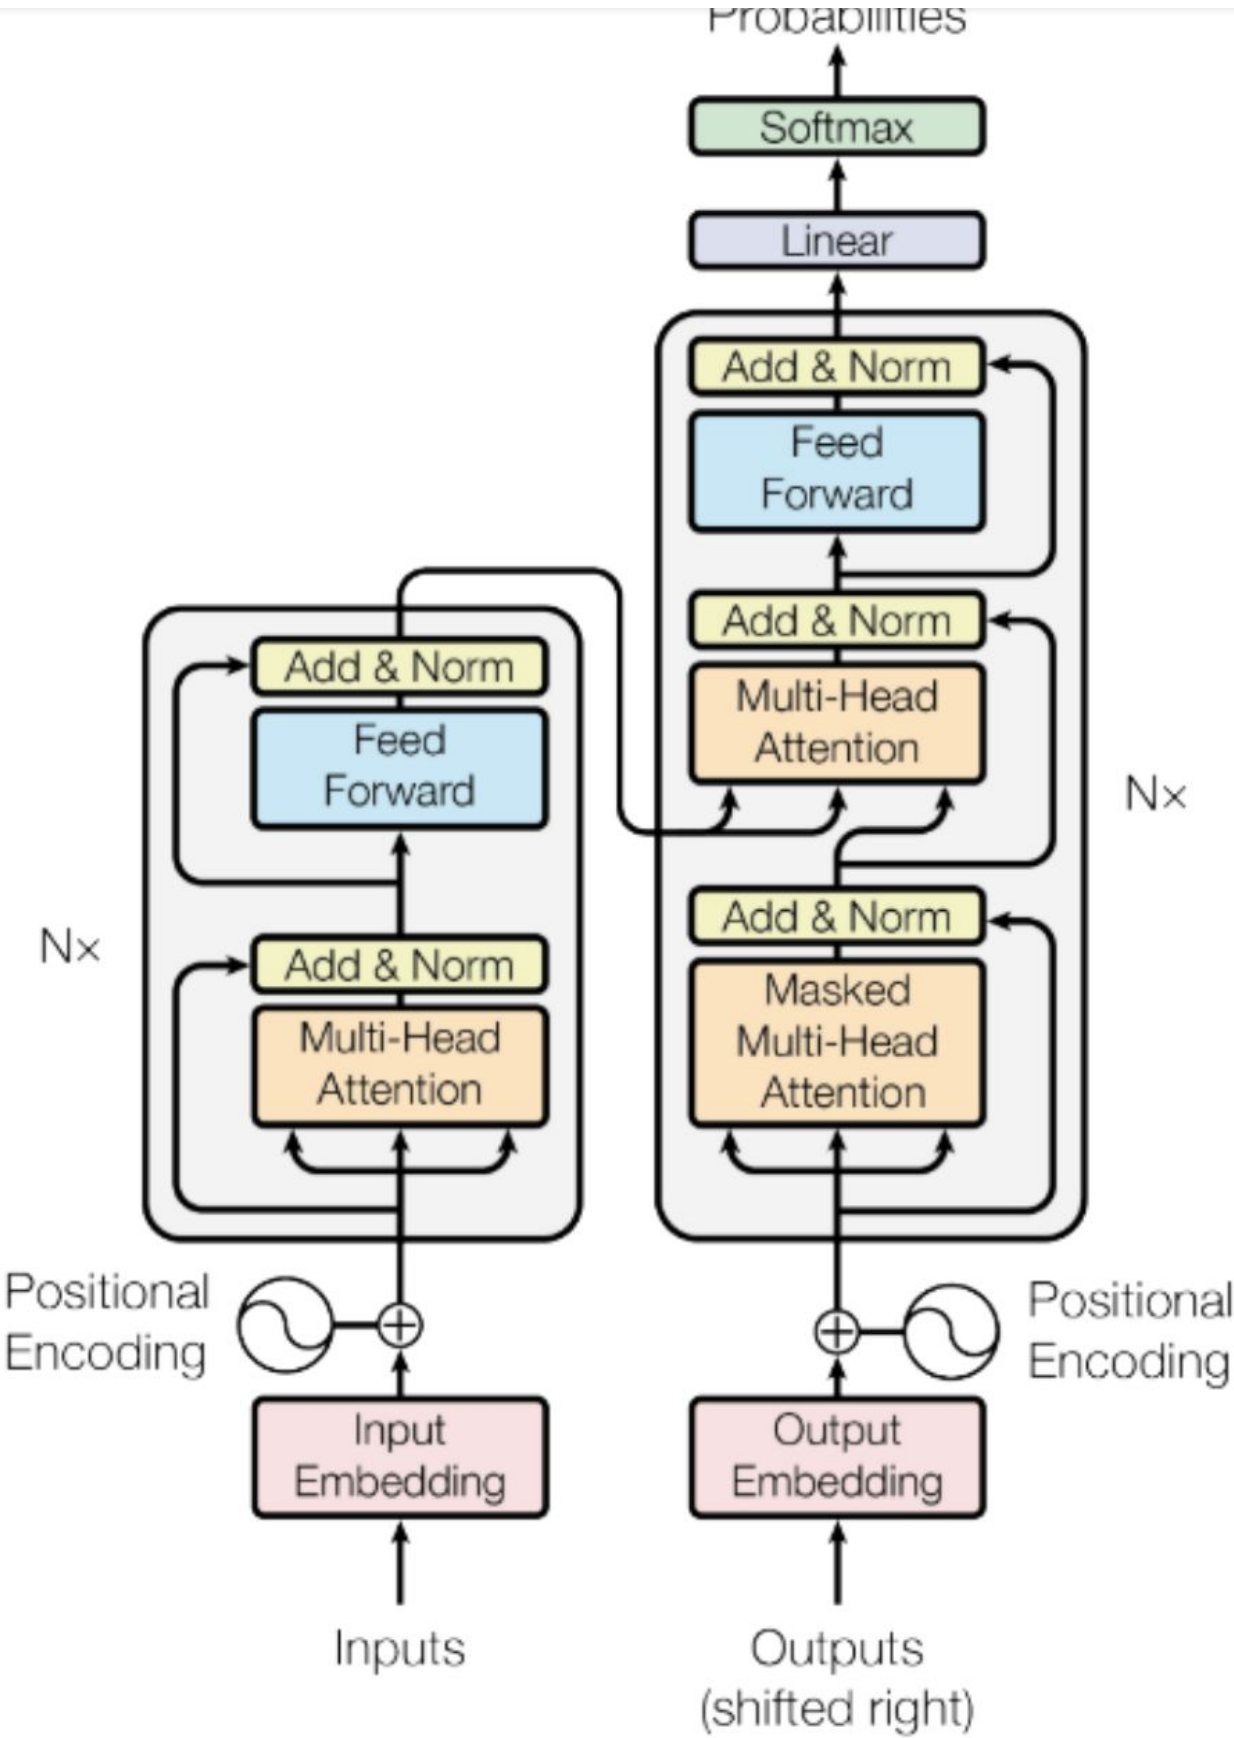 Probabilities
Softmax
Linear
Add & Norm
Feed
Forward
Add & Norm
Multi-Head
Attention
Nx
Add & Norm
Masked
Multi-Head
Attention
Add & Norm
Feed
Forward
Nx
Add & Norm
Multi-Head
Attention
Positional
Encoding
Positional
Encoding
Input
Embedding
Output
Embedding
Inputs
Outputs
(shifted right)